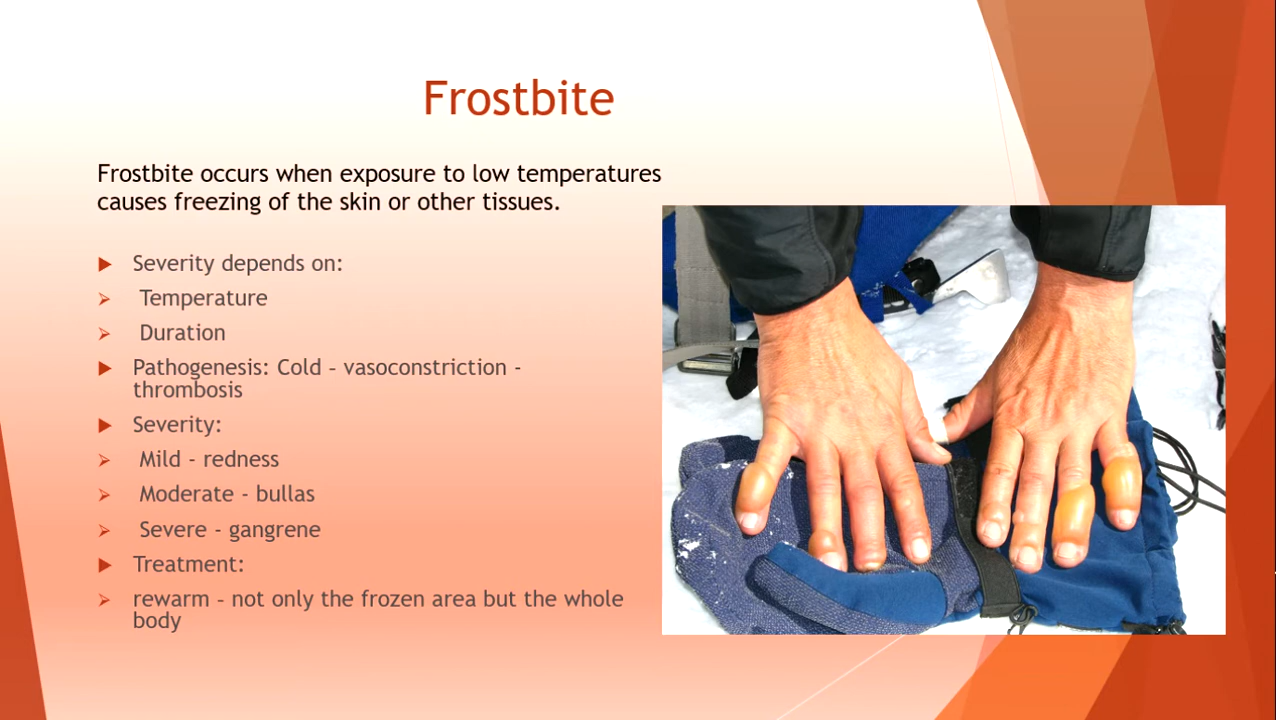 Frostbite
Frostbite occurs when exposure to low temperatures
causes freezing of the skin or other tissues.
Severity depends on:
Temperature
Duration
Pathogenesis: Cold – vasoconstriction -
thrombosis
Severity:
Mild - redness
Moderate - bullas
Severe - gangrene
Treatment:
rewarm – not only the frozen area but the whole
body